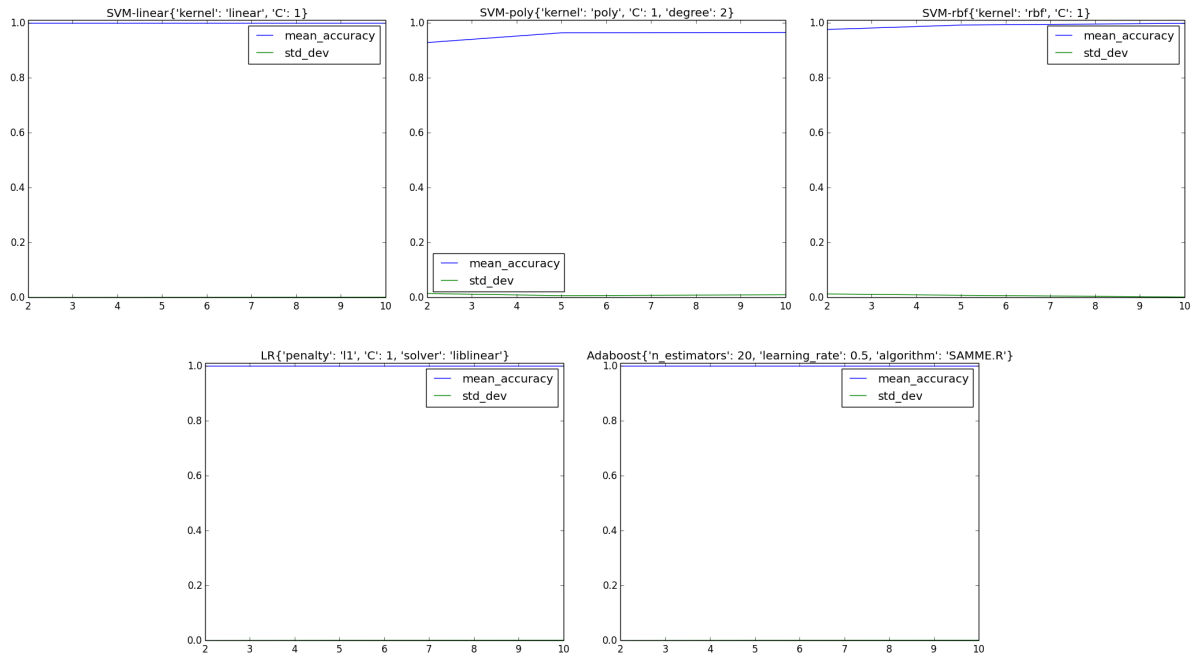 SVM-linear{'kernel': 'linear', 'C': 1}
1.0
0.8
0.6
0.4
0.2
0.0
mean_accuracy
std_dev
2 3 4 5 6 7 8 9 10
SVM-poly{'kernel': 'poly', 'C': 1, 'degree': 2}
1.0
0.8
0.6
0.4
0.2
0.0
mean_accuracy
std_dev
2 3 4 5 6 7 8 9 10
SVM-rbf{'kernel': 'rbf', 'C': 1}
1.0
0.8
0.6
0.4
0.2
0.0
mean_accuracy
std_dev
2 3 4 5 6 7 8 9 10
LR{'penalty': 'l1', 'C': 1, 'solver': 'liblinear'}
1.0
0.8
0.6
0.4
0.2
0.0
mean_accuracy
std_dev
2 3 4 5 6 7 8 9 10
Adaboost{'n_estimators': 20, 'learning_rate': 0.5, 'algorithm': 'SAMME.R'}
1.0
0.8
0.6
0.4
0.2
0.0
mean_accuracy
std_dev
2 3 4 5 6 7 8 9 10